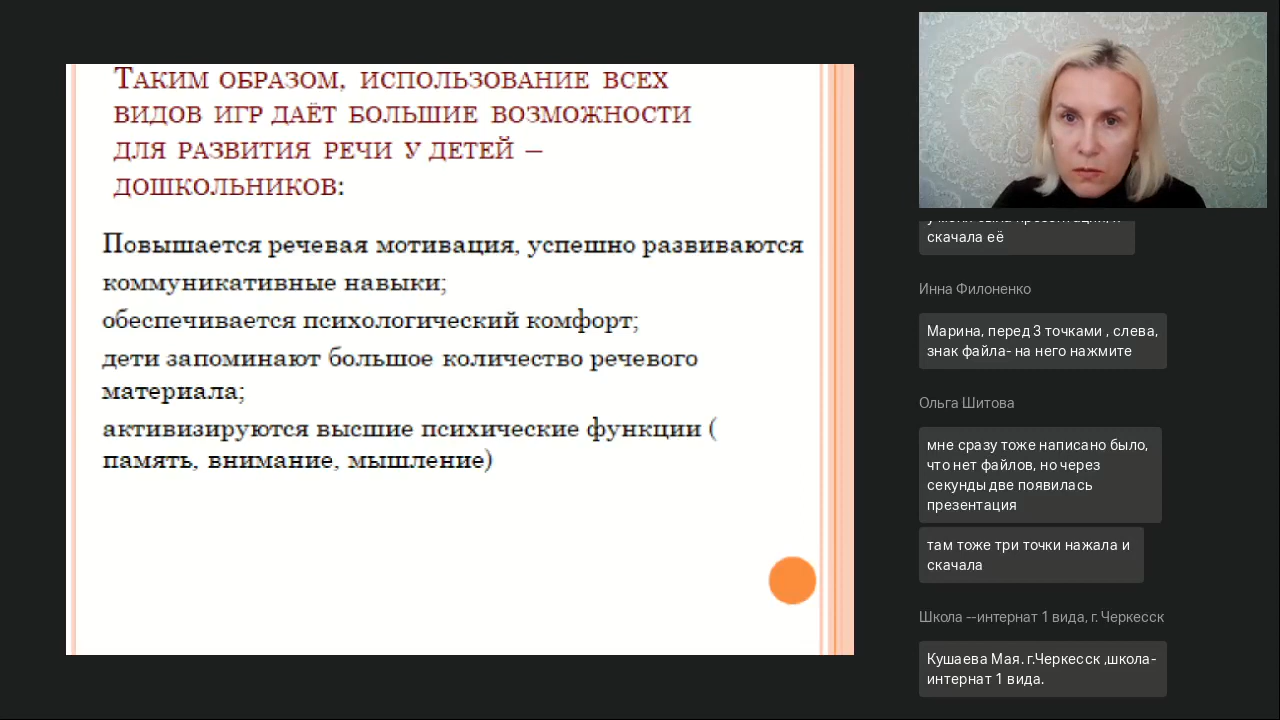 Таким образом, использование всех
видов игр даёт большие возможности
для развития речи у детей –
дошкольников:
Повышается речевая мотивация, успешно развиваются
коммуникативные навыки;
обеспечивается психологический комфорт;
дети запоминают большое количество речевого
материала;
активизируются высшие психические функции (
память, внимание, мышление)
скачала её
Инна Филоненко
Марина, перед 3 точками , слева,
знак файла- на него нажмите
Ольга Шитова
мне сразу тоже написано было,
что нет файлов, но через
секунды две появилась
презентация
там тоже три точки нажала и
скачала
Школа --интернат 1 вида, г. Черкесск
Кушаева Мая. г.Черкесск ,школа-
интернат 1 вида.